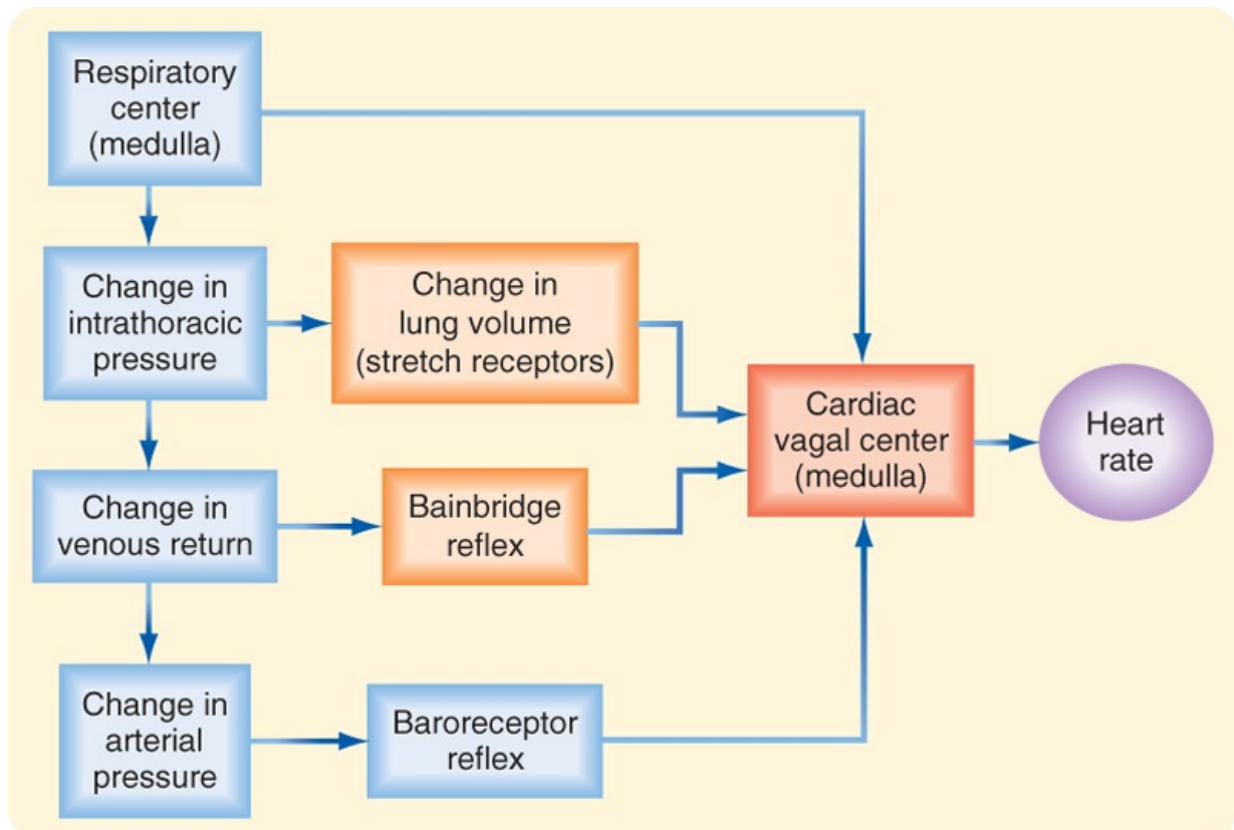 Respiratory
center
(medulla)
Change in
intrathoracic
pressure
Change in
lung volume
(stretch receptors)
Cardiac
vagal center
(medulla)
Heart
rate
Change in
venous return
Bainbridge
reflex
Change in
arterial
pressure
Baroreceptor
reflex